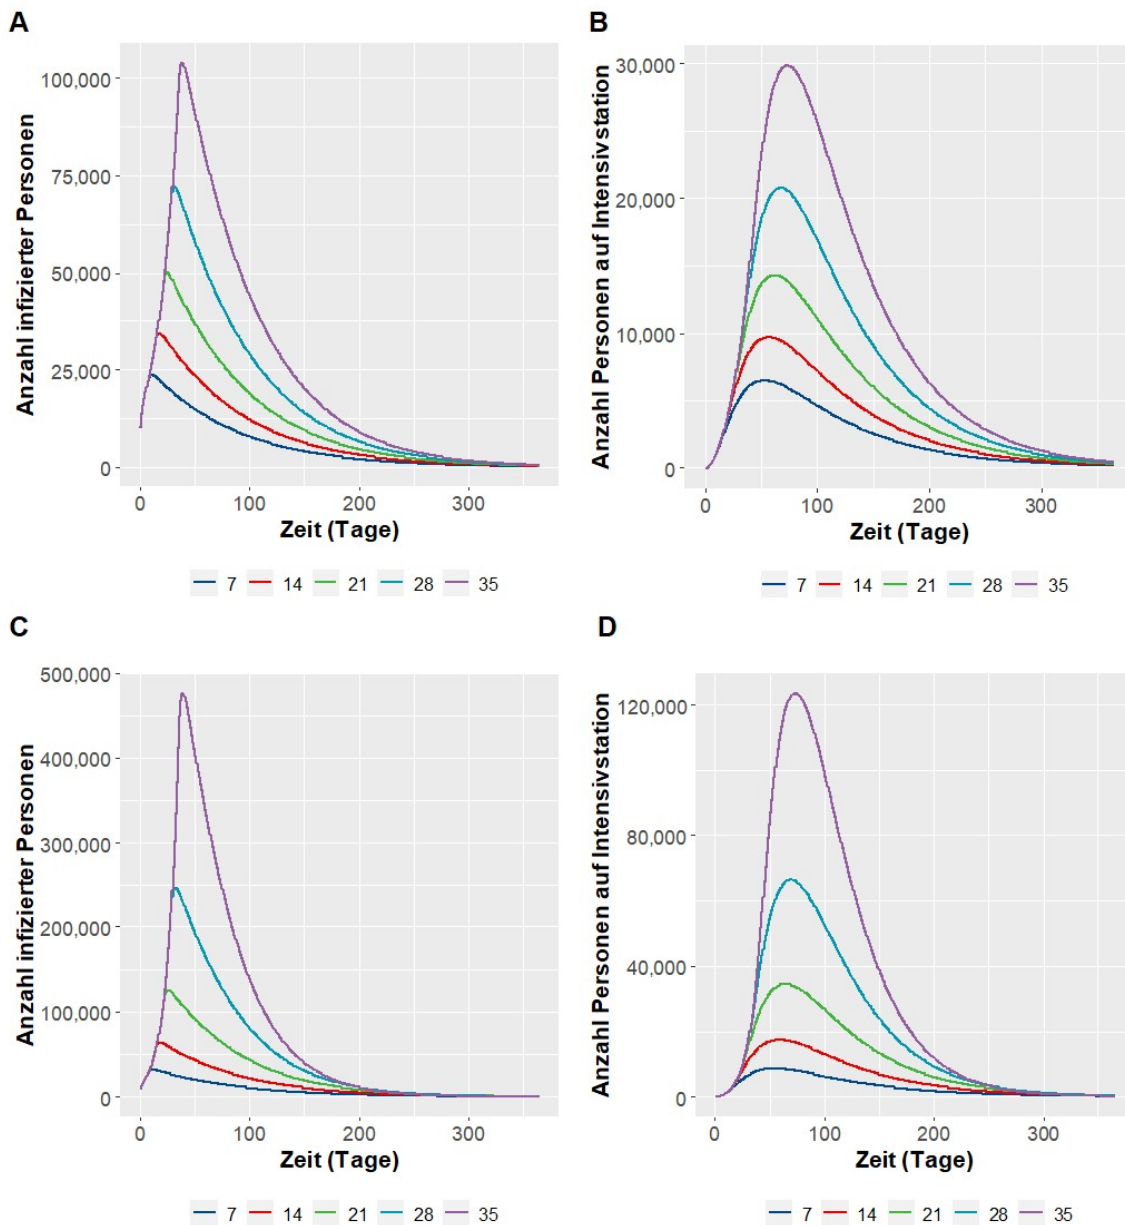 A
Anzahl infizierter Personen
100,000
75,000
50,000
25,000
0
0 100 200 300
Zeit (Tage)
7 14 21 28 35
B
Anzahl Personen auf Intensivstation
30,000
20,000
10,000
0
0 100 200 300
Zeit (Tage)
7 14 21 28 35
C
Anzahl infizierter Personen
500,000
400,000
300,000
200,000
100,000
0
0 100 200 300
Zeit (Tage)
7 14 21 28 35
D
Anzahl Personen auf Intensivstation
120,000
80,000
40,000
0
0 100 200 300
Zeit (Tage)
7 14 21 28 35